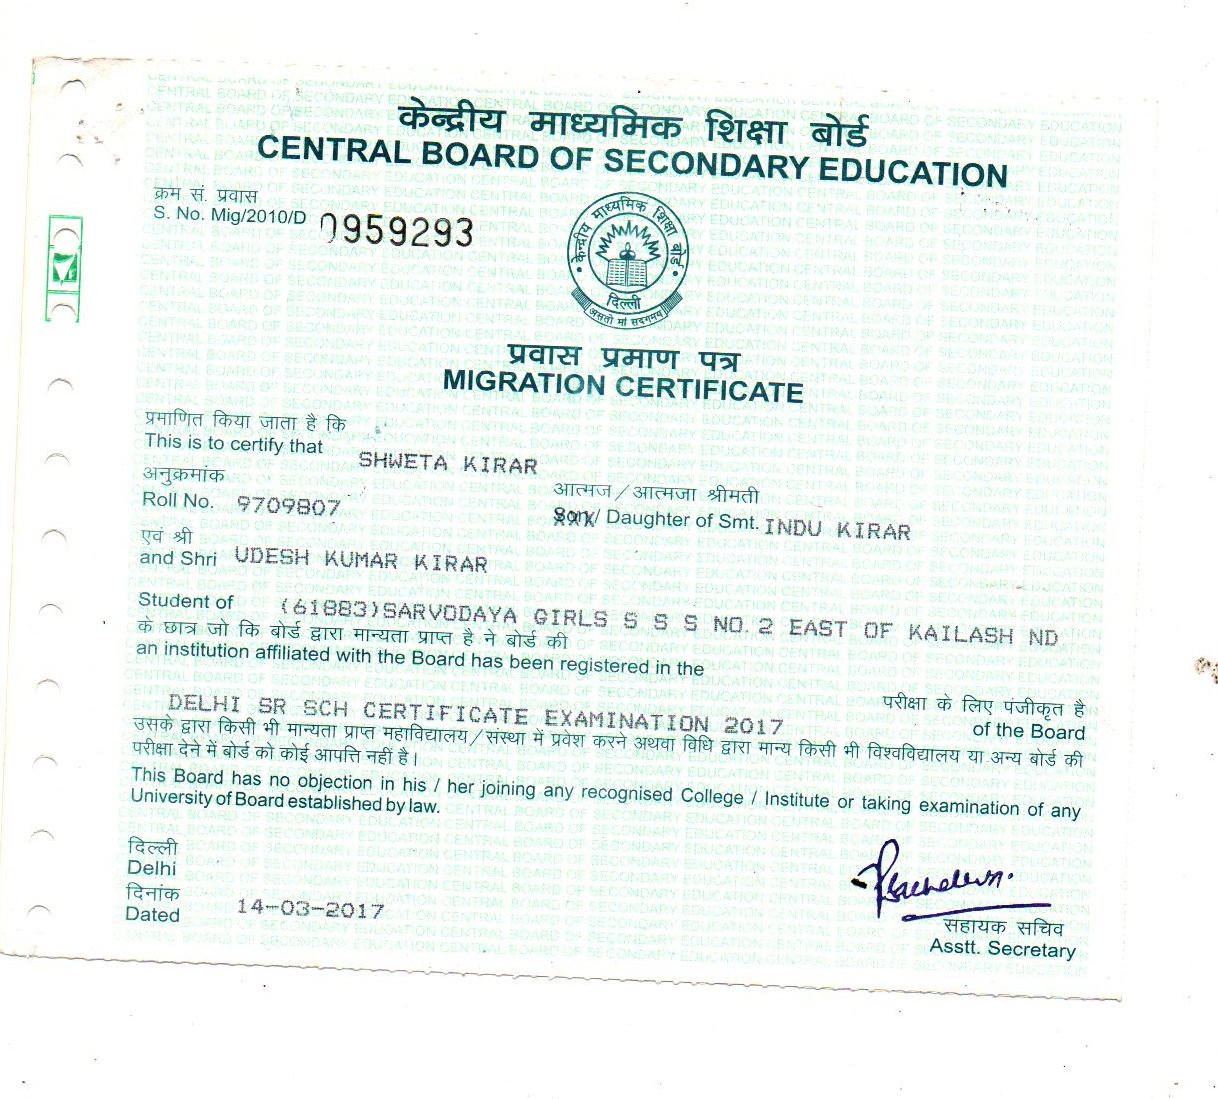 केन्द्रीय माध्यमिक शिक्षा बोर्ड
CENTRAL BOARD OF SECONDARY EDUCATION
क्रम सं. प्रवास
S. No. Mig/2010/D 0959293
केन्द्रीय माध्यमिक शिक्षा बोर्ड
दिल्ली
असतो मा सद्गमय
प्रवास प्रमाण पत्र
MIGRATION CERTIFICATE
प्रमाणित किया जाता है कि
This is to certify that SHWETA KIRAR
अनुक्रमांक आत्मज / आत्मजा श्रीमती
Roll No. 9709807 Son/ Daughter of Smt. INDU KIRAR
एवं श्री
and Shri UDESH KUMAR KIRAR
Student of (61883)SARVODAYA GIRLS S S S NO.2 EAST OF KAILASH ND
के छात्र जो कि बोर्ड द्वारा मान्यता प्राप्त है ने बोर्ड की
an institution affiliated with the Board has been registered in the
परीक्षा के लिए पंजीकृत है
DELHI SR SCH CERTIFICATE EXAMINATION 2017 of the Board
उसके द्वारा किसी भी मान्यता प्राप्त महाविद्यालय/संस्था में प्रवेश करने अथवा विधि द्वारा मान्य किसी भी विश्वविद्यालय या अन्य बोर्ड की
परीक्षा देने में बोर्ड को कोई आपत्ति नहीं है।
This Board has no objection in his / her joining any recognised College / Institute or taking examination of any
University of Board established by law.
दिल्ली
Delhi
दिनांक
Dated 14-03-2017
सहायक सचिव
Asstt. Secretary